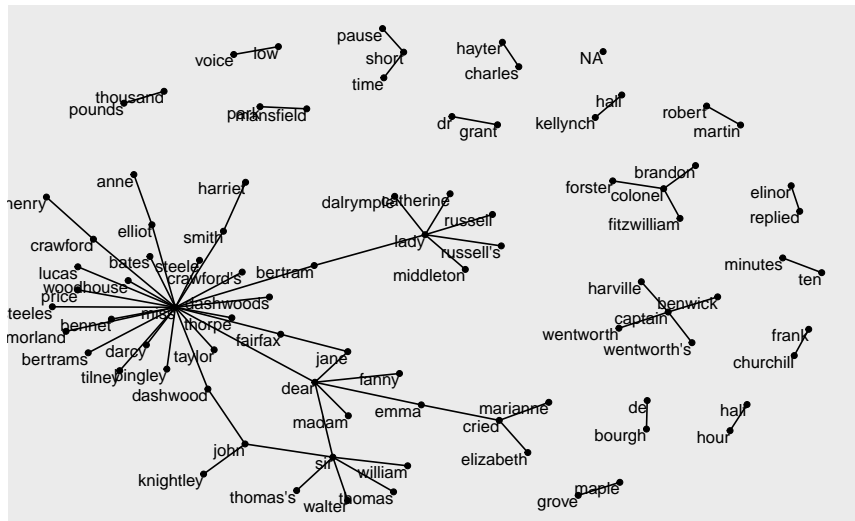 pause
low
voice
short
hayter
NA
charles
time
thousand
pounds
park
mansfield
hall
kellynch
dr
grant
robert
martin
anne
harriet
henry
dalrymple
catherine
brandon
forster
colonel
elinor
russell
replied
fitzwilliam
elliot
smith
crawford
lady
russell's
bates
steele
lucas
crawford's
bertram
middleton
minutes
ten
woodhouse
price
harville
dashwoods
benwick
teeles
miss
captain
bennet
thorpe
morland
wentworth
frank
fairfax
wentworth's
bertrams
darcy
taylor
jane
churchill
tilney
bingley
dear
fanny
dashwood
emma
marianne
de
hall
madam
cried
bourgh
hour
john
elizabeth
sir
knightley
william
maple
thomas's
walter
thomas
grove